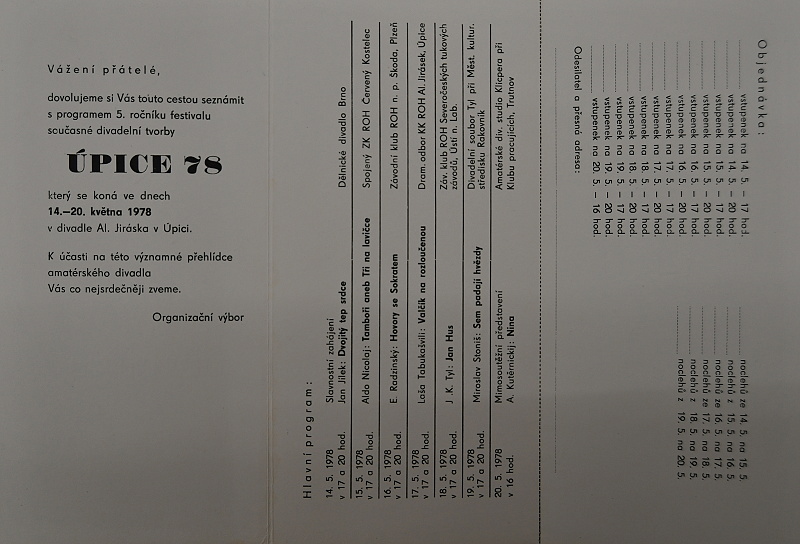 Vážení přátelé,
dovolujeme si Vás touto cestou seznámit
s programem 5. ročníku festivalu
současné divadelní tvorby
ÚPICE 78
který se koná ve dnech
14.–20. května 1978
v divadle Al. Jiráska v Úpici.
K účasti na této významné přehlídce
amatérského divadla
Vás co nejsrdečněji zveme.
Organizační výbor
Hlavní program:
14. 5. 1978 Slavnostní zahájení
v 17 a 20 hod. Jan Jílek: Dvojitý tep srdce Dělnické divadlo Brno
15. 5. 1978
v 17 a 20 hod. Aldo Nicolaj: Tamboři aneb Tři na lavičce Spojený ZK ROH Červený Kostelec
16. 5. 1978
v 17 a 20 hod. E. Radzinský: Hovory se Sokratem Závodní klub ROH n. p. Škoda, Plzeň
17. 5. 1978
v 17 a 20 hod. Laša Tabukašvili: Valčík na rozloučenou Dram. odbor KK ROH Al. Jirásek, Úpice
18. 5. 1978 Záv. klub ROH Severočeských tukových
v 17 a 20 hod. J .K. Tyl: Jan Hus závodů, Ústí n. Lab.
19. 5. 1978 Divadelní soubor Tyl při Měst. kultur.
v 17 a 20 hod. Miroslav Stoniš: Sem padají hvězdy středisku Rakovník
20. 5. 1978 Mimosoutěžní představení Amatérské div. studio Klicpera při
v 16 hod. A. Kutěrnickij: Nina Klubu pracujících, Trutnov
Objednávka:
vstupenek na 14. 5. – 17 hod. noclehů ze 14. 5. na 15. 5.
vstupenek na 14. 5. – 20 hod. noclehů z 15. 5. na 16. 5.
vstupenek na 15. 5. – 17 hod. noclehů ze 16. 5. na 17. 5.
vstupenek na 15. 5. – 20 hod. noclehů ze 17. 5. na 18. 5.
vstupenek na 16. 5. – 17 hod. noclehů z 18. 5. na 19. 5.
vstupenek na 16. 5. – 20 hod. noclehů z 19. 5. na 20. 5.
vstupenek na 17. 5. – 17 hod.
vstupenek na 17. 5. – 20 hod.
vstupenek na 18. 5. – 17 hod.
vstupenek na 18. 5. – 20 hod.
vstupenek na 19. 5. – 17 hod.
vstupenek na 19. 5. – 20 hod.
vstupenek na 20. 5. – 16 hod.
Odesilatel a přesná adresa: